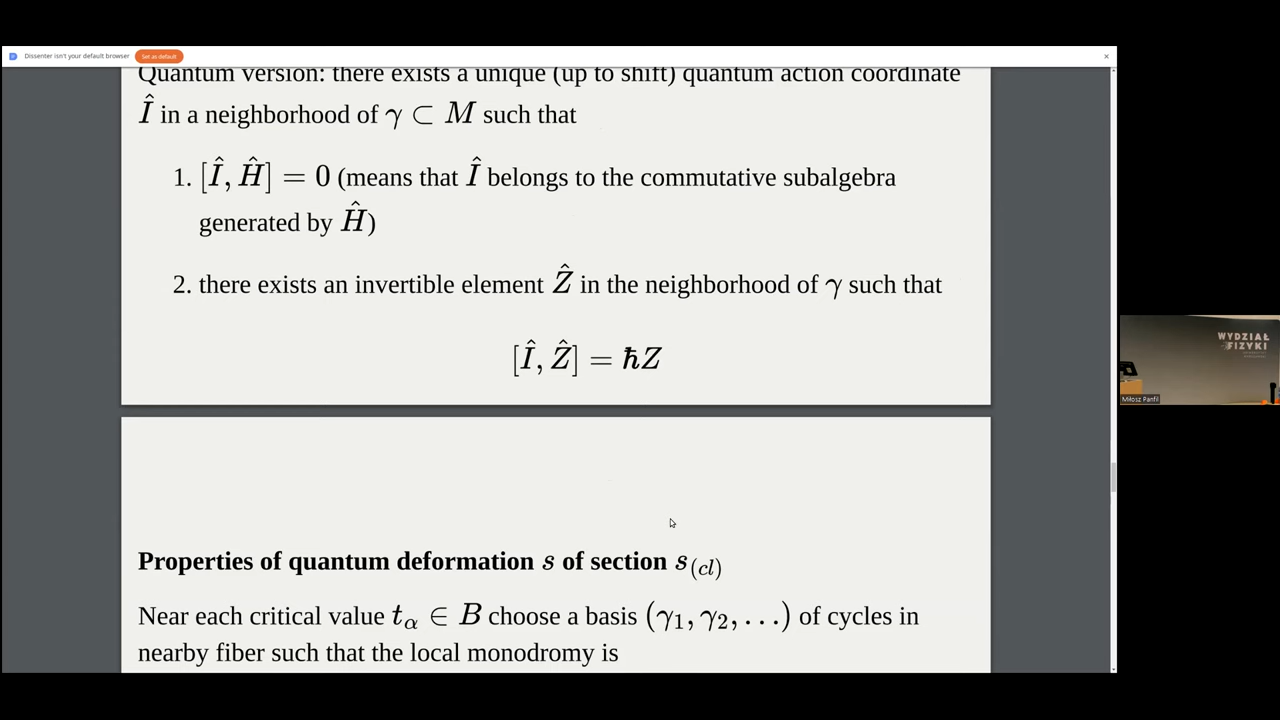 Dissenter isn't your default browser
Set as default
×
Quantum version: there exists a unique (up to shift) quantum action coordinate
Î in a neighborhood of γ ⊂ M such that
1. [Î, Ĥ] = 0 (means that Î belongs to the commutative subalgebra
generated by Ĥ)
2. there exists an invertible element Ẑ in the neighborhood of γ such that
[Î, Ẑ] = ħZ
Properties of quantum deformation s of section s_(cl)
Near each critical value t_α ∈ B choose a basis (γ₁, γ₂, …) of cycles in
nearby fiber such that the local monodromy is
WYDZIAŁ
FIZYKI
Miłosz Panfil